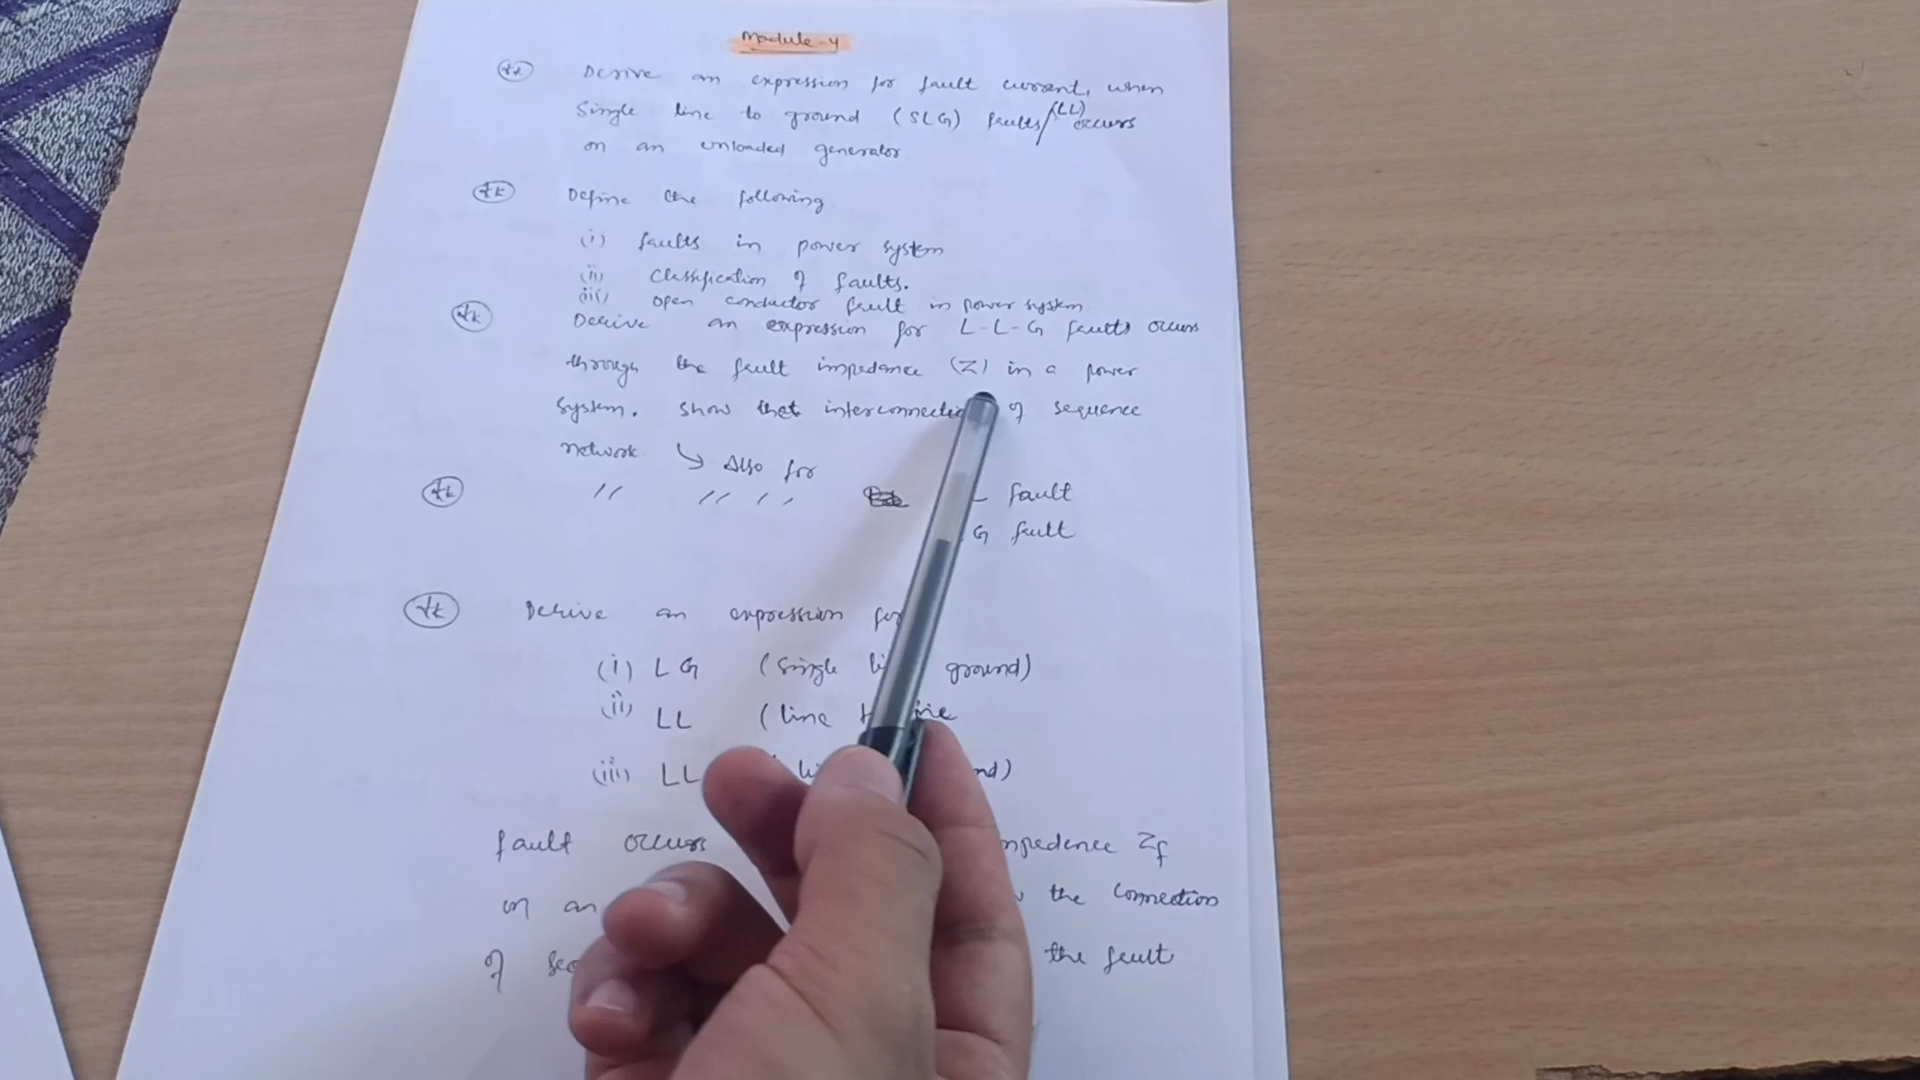 Module-4
** Derive an expression for fault current, when
Single line to ground (SLG) faults/(LL) occurs
on an unloaded generator
** Define the following
(i) faults in power system
(ii) Classification of faults.
(iii) open conductor fault in power system
** Derive an expression for L-L-G faults occurs
through the fault impedance (Z) in a power
system. show that interconnection of sequence
network. ↳ Also for
** " " " L fault
G fault
** Derive an expression for
(i) LG (Single ground)
(ii) LL (line
(iii) LL
fault occurs Zf
on an the connection
of the fault